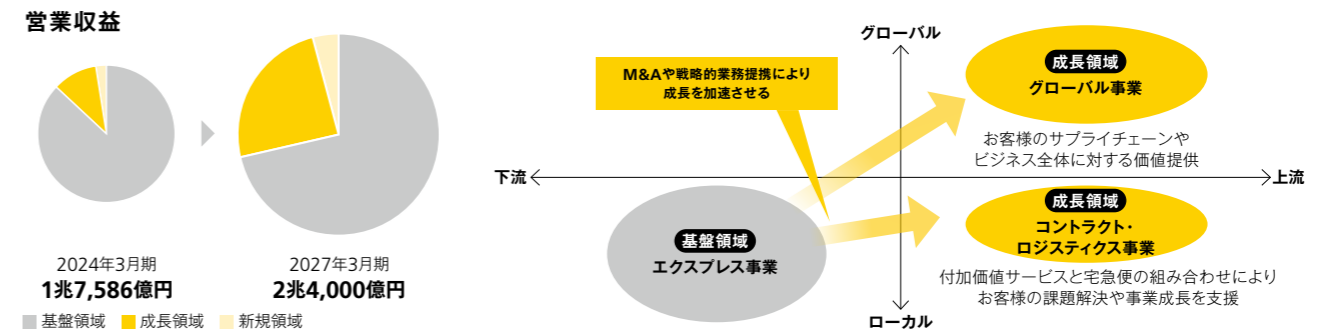 営業収益
2024年3月期
1兆7,586億円
2027年3月期
2兆4,000億円
基盤領域
成長領域
新規領域
グローバル
M&Aや戦略的業務提携により
成長を加速させる
成長領域
グローバル事業
お客様のサプライチェーンや
ビジネス全体に対する価値提供
下流
上流
基盤領域
エクスプレス事業
成長領域
コントラクト・
ロジスティクス事業
付加価値サービスと宅急便の組み合わせにより
お客様の課題解決や事業成長を支援
ローカル